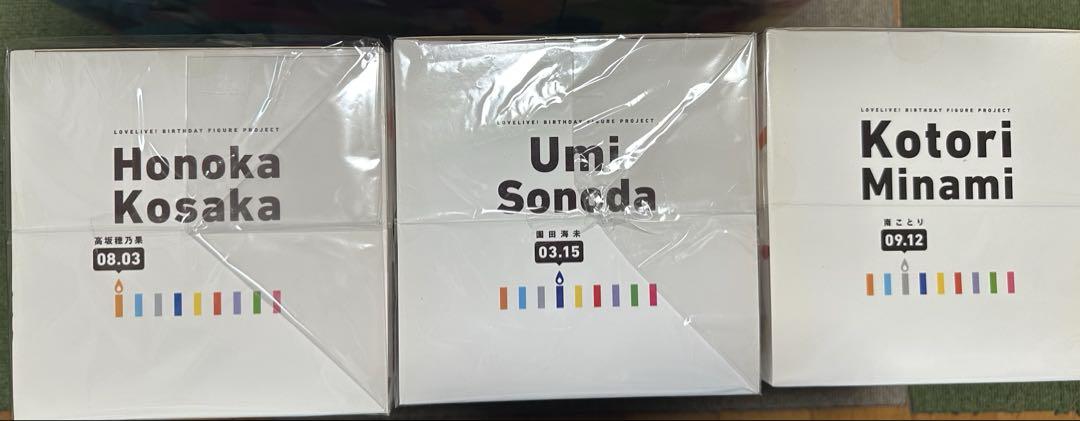 LOVELIVE! BIRTHDAY FIGURE PROJECT
Honoka
Kosaka
高坂穂乃果
08.03
LOVELIVE! BIRTHDAY FIGURE PROJECT
Umi
Sonoda
園田海未
03.15
LOVELIVE! BIRTHDAY FIGURE PROJECT
Kotori
Minami
南ことり
09.12